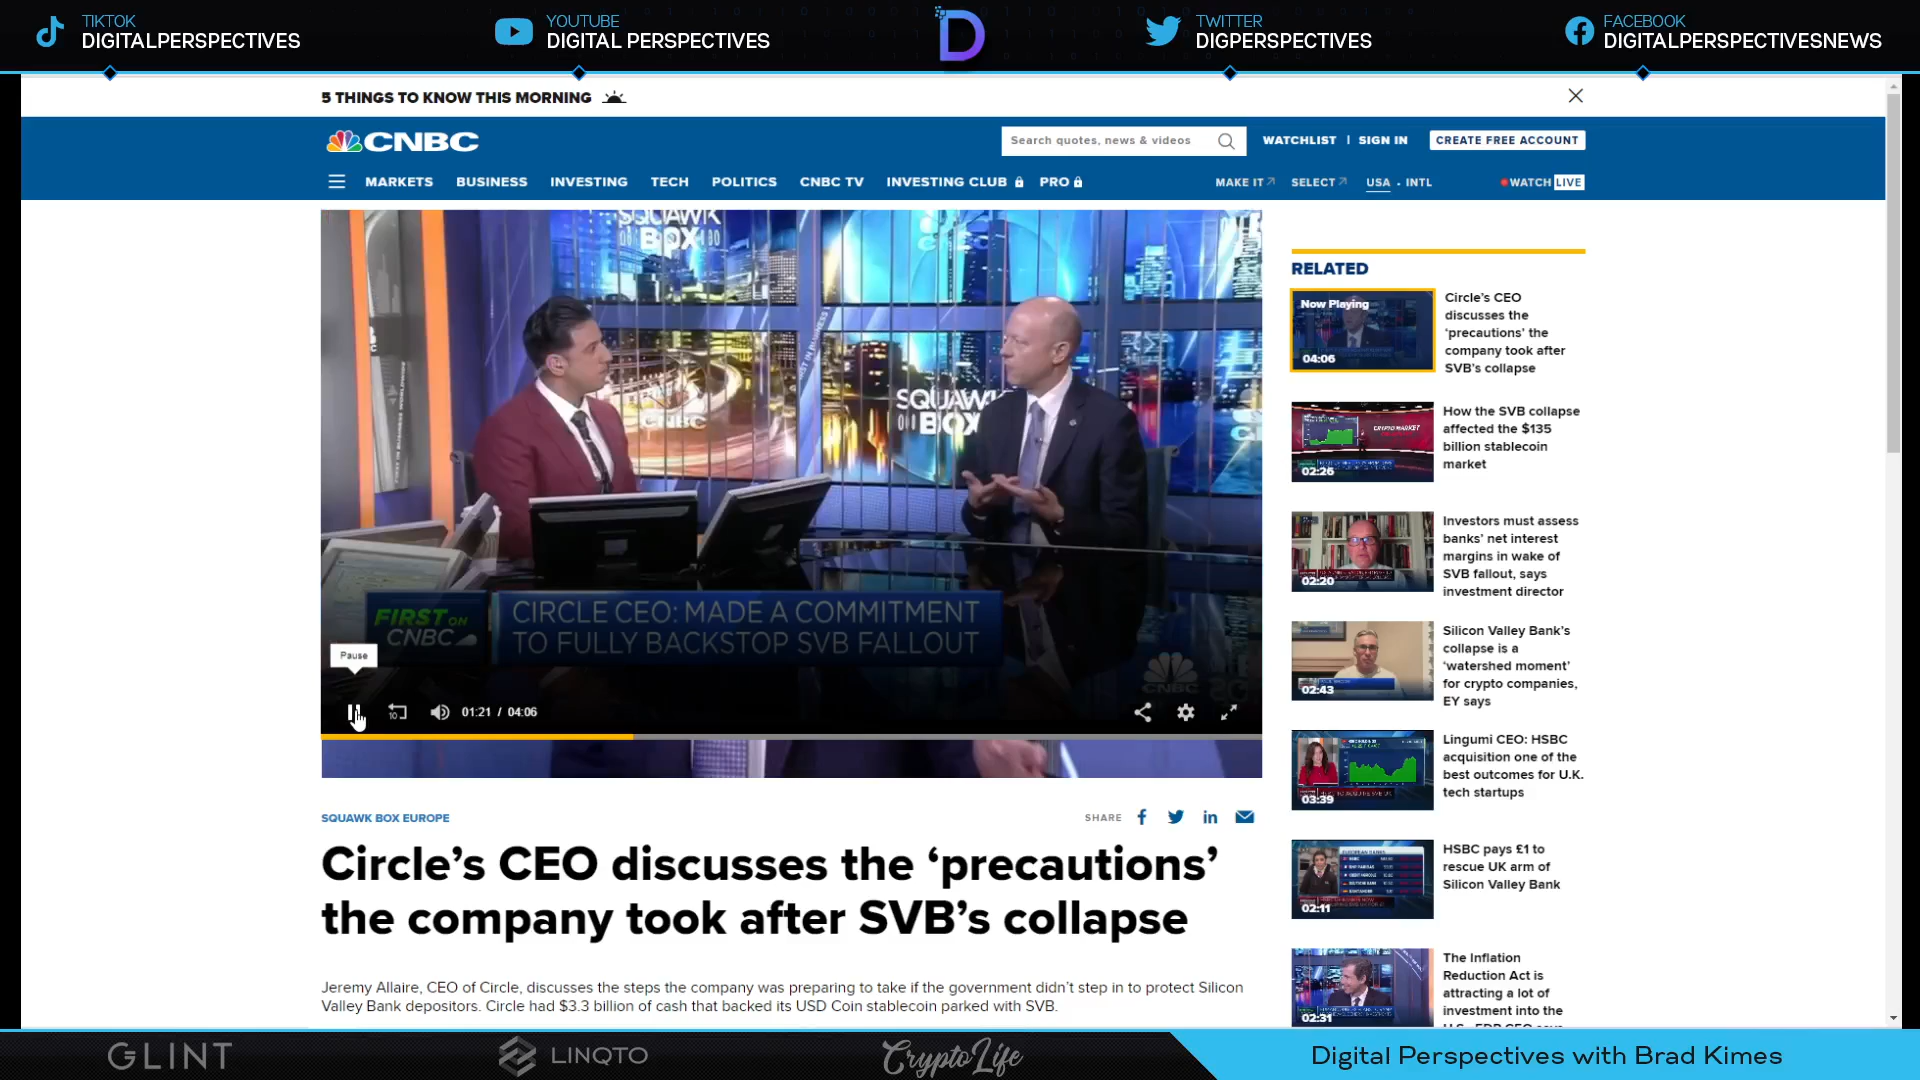 TIKTOK
DIGITALPERSPECTIVES
YOUTUBE
DIGITAL PERSPECTIVES
D
TWITTER
DIGPERSPECTIVES
FACEBOOK
DIGITALPERSPECTIVESNEWS
5 THINGS TO KNOW THIS MORNING
CNBC
Search quotes, news & videos
WATCHLIST | SIGN IN
CREATE FREE ACCOUNT
MARKETS BUSINESS INVESTING TECH POLITICS CNBC TV INVESTING CLUB PRO
MAKE IT SELECT USA • INTL
WATCH LIVE
SQUAWK
BOX
SQUAWK
BOX
CNBC
FIRST ON
CNBC
CIRCLE CEO: MADE A COMMITMENT
TO FULLY BACKSTOP SVB FALLOUT
CNBC
Pause
10
01:21 / 04:06
SQUAWK BOX EUROPE
SHARE
Circle’s CEO discusses the ‘precautions’
the company took after SVB’s collapse
Jeremy Allaire, CEO of Circle, discusses the steps the company was preparing to take if the government didn’t step in to protect Silicon
Valley Bank depositors. Circle had $3.3 billion of cash that backed its USD Coin stablecoin parked with SVB.
RELATED
Now Playing
04:06
Circle’s CEO
discusses the
‘precautions’ the
company took after
SVB’s collapse
CRYPTO MARKET
02:26
How the SVB collapse
affected the $135
billion stablecoin
market
02:20
Investors must assess
banks’ net interest
margins in wake of
SVB fallout, says
investment director
02:43
Silicon Valley Bank’s
collapse is a
‘watershed moment’
for crypto companies,
EY says
03:39
Lingumi CEO: HSBC
acquisition one of the
best outcomes for U.K.
tech startups
02:11
HSBC pays £1 to
rescue UK arm of
Silicon Valley Bank
02:31
The Inflation
Reduction Act is
attracting a lot of
investment into the
GLINT
LINQTO
CryptoLife
Digital Perspectives with Brad Kimes